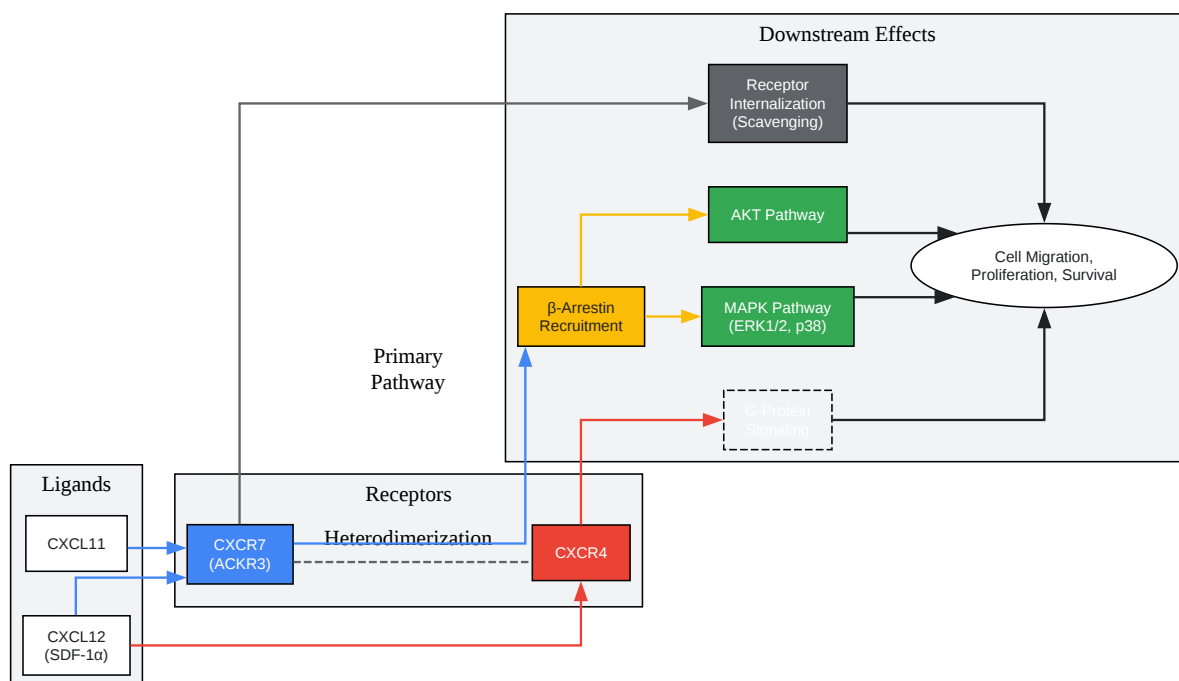 Downstream Effects
Receptor
Internalization
(Scavenging)
AKT Pathway
Cell Migration,
Proliferation, Survival
β-Arrestin
Recruitment
MAPK Pathway
(ERK1/2, p38)
Primary
Pathway
G-Protein
Signaling
Ligands
Receptors
CXCL11
CXCR7
(ACKR3)
Heterodimerization
CXCR4
CXCL12
(SDF-1α)